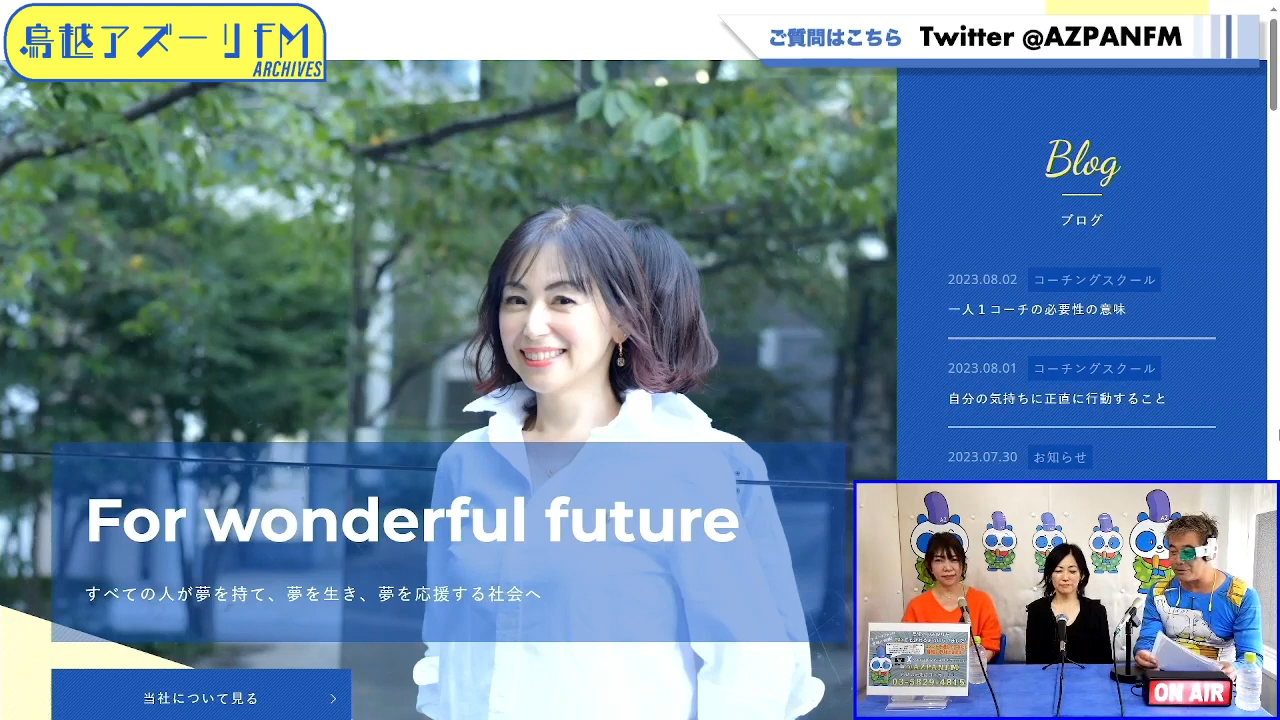 鳥越アズーリFM
ARCHIVES
ご質問はこちら Twitter @AZPANFM
Blog
ブログ
2023.08.02 コーチングスクール
一人１コーチの必要性の意味
2023.08.01 コーチングスクール
自分の気持ちに正直に行動すること
2023.07.30 お知らせ
For wonderful future
すべての人が夢を持て、夢を生き、夢を応援する社会へ
当社について見る
@AZPANFM
03-5829-4815
ON AIR